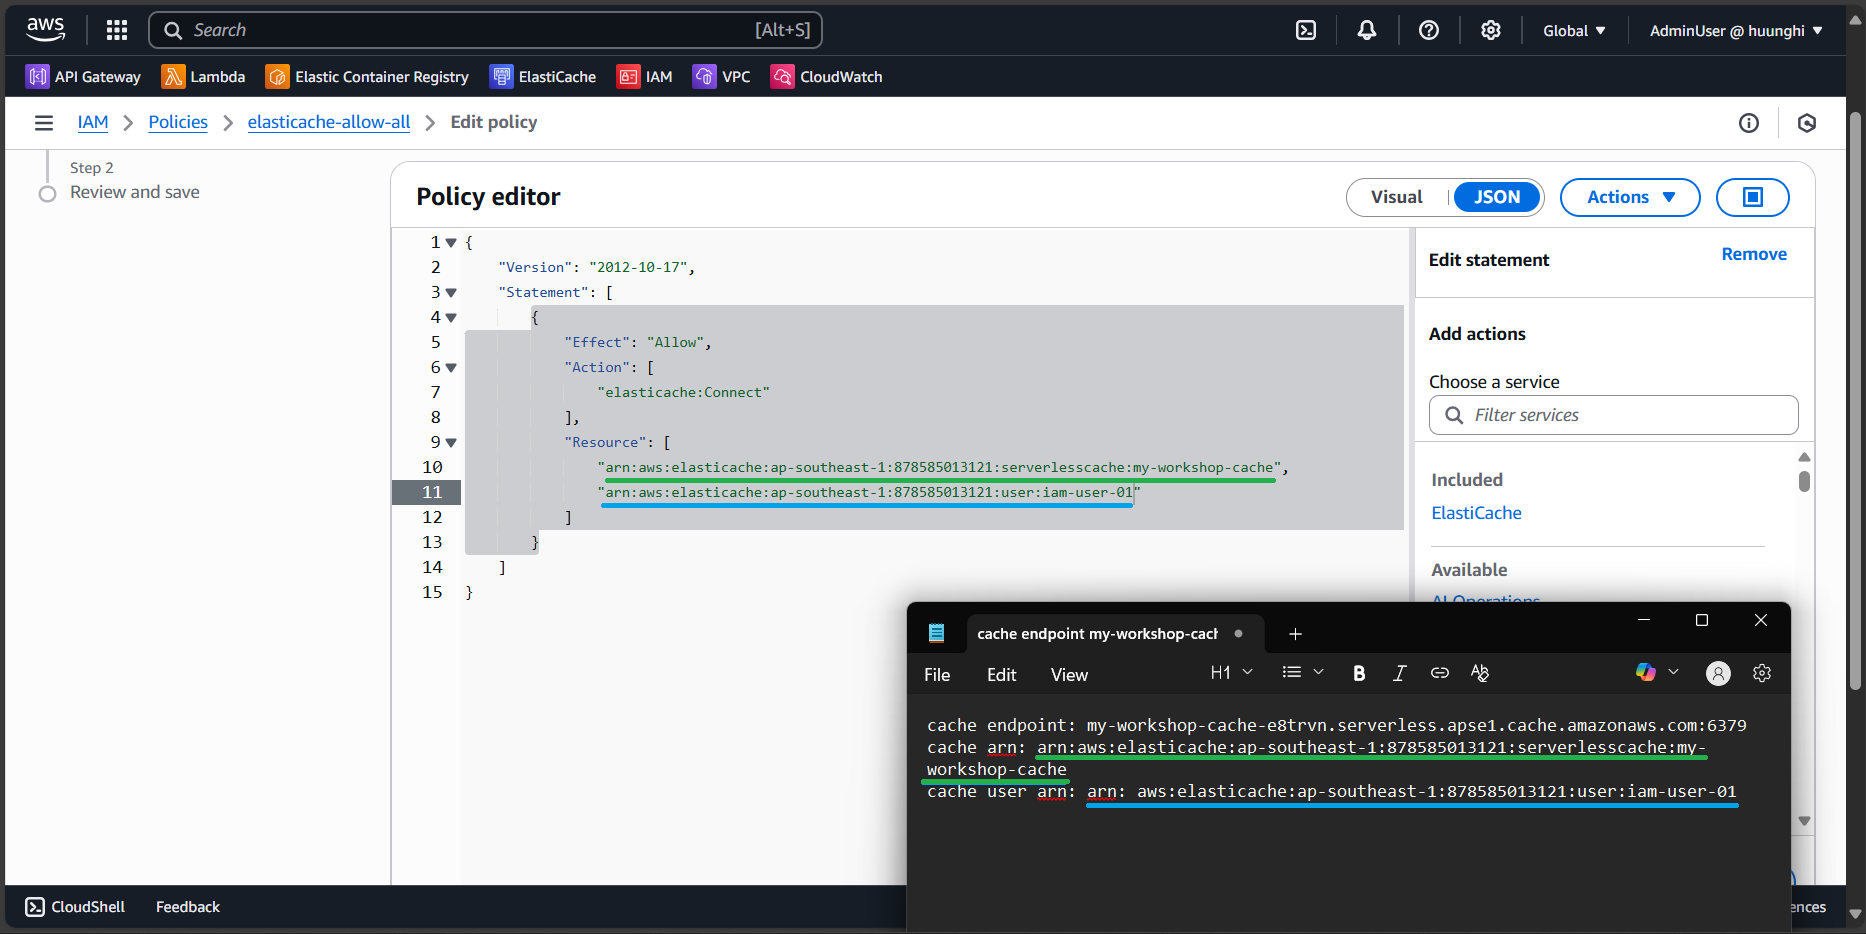 aws
Search
[Alt+S]
Global
AdminUser @ huunghi
API Gateway
Lambda
Elastic Container Registry
ElastiCache
IAM
VPC
CloudWatch
IAM
Policies
elasticache-allow-all
Edit policy
Step 2
Review and save
Policy editor
Visual
JSON
Actions
1 {
2 "Version": "2012-10-17",
3 "Statement": [
4 {
5 "Effect": "Allow",
6 "Action": [
7 "elasticache:Connect"
8 ],
9 "Resource": [
10 "arn:aws:elasticache:ap-southeast-1:878585013121:serverlesscache:my-workshop-cache",
11 "arn:aws:elasticache:ap-southeast-1:878585013121:user:iam-user-01"
12 ]
13 }
14 ]
15 }
Edit statement
Remove
Add actions
Choose a service
Filter services
Included
ElastiCache
Available
AI Operations
cache endpoint my-workshop-cach
File
Edit
View
H1
cache endpoint: my-workshop-cache-e8trvn.serverless.apse1.cache.amazonaws.com:6379
cache arn: arn:aws:elasticache:ap-southeast-1:878585013121:serverlesscache:my-
workshop-cache
cache user arn: arn: aws:elasticache:ap-southeast-1:878585013121:user:iam-user-01
CloudShell
Feedback
ences